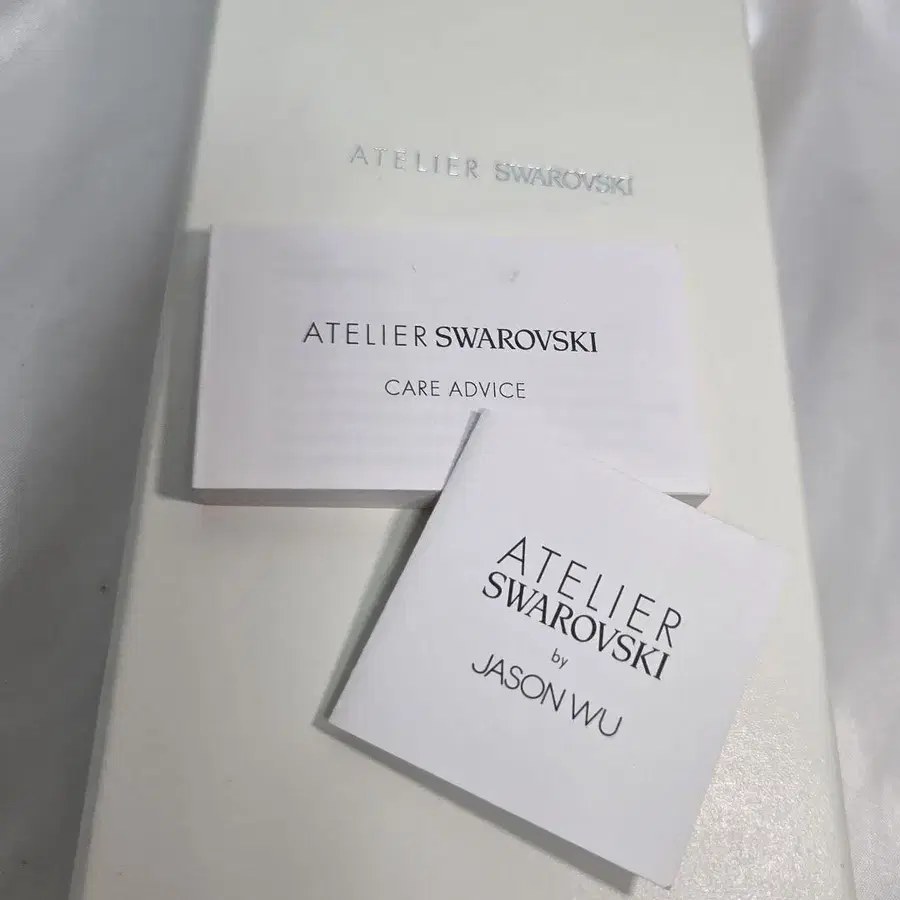 ATELIER SWAROVSKI
ATELIER SWAROVSKI
CARE ADVICE
ATELIER
SWAROVSKI
by
JASON WU